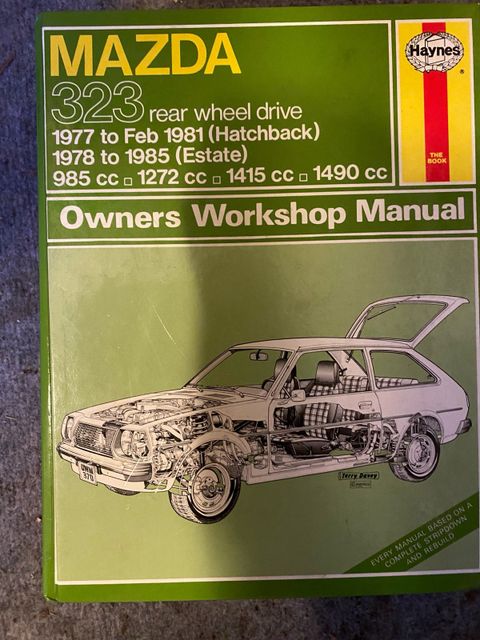 MAZDA
323 rear wheel drive
1977 to Feb 1981 (Hatchback)
1978 to 1985 (Estate)
985 cc □ 1272 cc □ 1415 cc □ 1490 cc
Haynes
®
THE
BOOK
Owners Workshop Manual
Terry Davey
EVERY MANUAL BASED ON A
COMPLETE STRIPDOWN
AND REBUILD